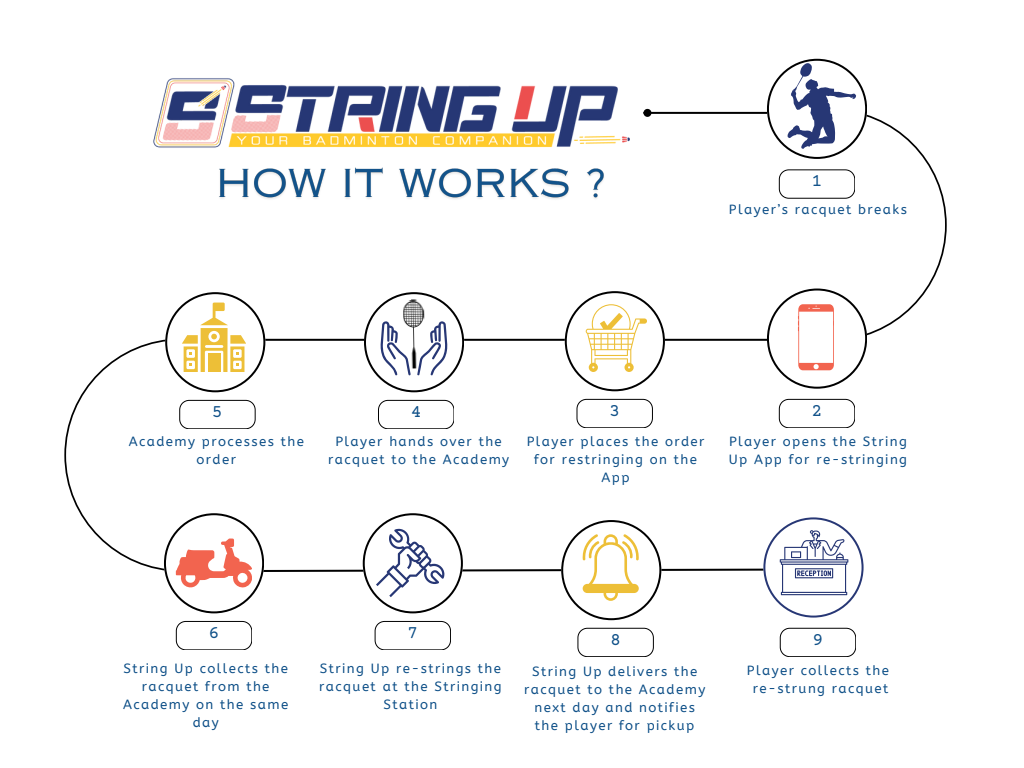 STRING UP
YOUR BADMINTON COMPANION
HOW IT WORKS ?
1
Player's racquet breaks
2
Player opens the String
Up App for re-stringing
3
Player places the order
for restringing on the
App
4
Player hands over the
racquet to the Academy
5
Academy processes the
order
6
String Up collects the
racquet from the
Academy on the same
day
7
String Up re-strings the
racquet at the Stringing
Station
8
String Up delivers the
racquet to the Academy
next day and notifies
the player for pickup
RECEPTION
9
Player collects the
re-strung racquet